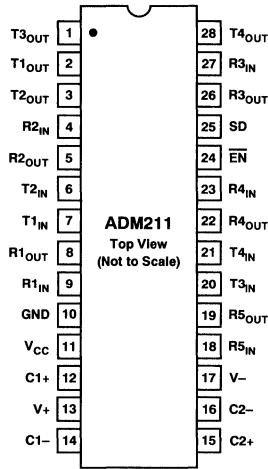 T3OUT 1 28 T4OUT
T1OUT 2 27 R3IN
T2OUT 3 26 R3OUT
R2IN 4 25 SD
R2OUT 5 24 E̅N̅
T2IN 6 23 R4IN
T1IN 7 22 R4OUT
R1OUT 8 21 T4IN
R1IN 9 20 T3IN
GND 10 19 R5OUT
VCC 11 18 R5IN
C1+ 12 17 V–
V+ 13 16 C2–
C1– 14 15 C2+
ADM211
Top View
(Not to Scale)